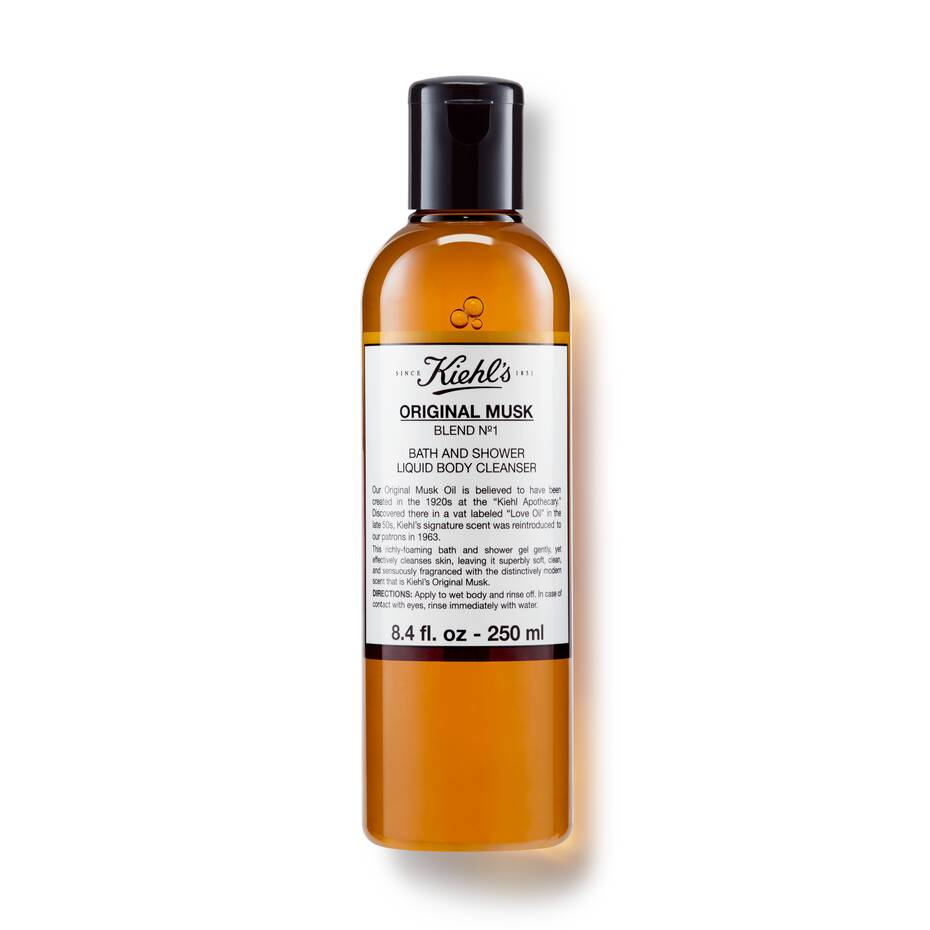 SINCE Kiehl's 1851
ORIGINAL MUSK
BLEND Nº1
BATH AND SHOWER
LIQUID BODY CLEANSER
Our Original Musk Oil is believed to have been
created in the 1920s at the “Kiehl Apothecary.”
Discovered there in a vat labeled “Love Oil” in the
late 50s, Kiehl's signature scent was reintroduced to
our patrons in 1963.
This richly-foaming bath and shower gel gently, yet
effectively cleanses skin, leaving it superbly soft, clean,
and sensuously fragranced with the distinctively modern
scent that is Kiehl's Original Musk.
DIRECTIONS: Apply to wet body and rinse off. In case of
contact with eyes, rinse immediately with water.
8.4 fl. oz - 250 ml